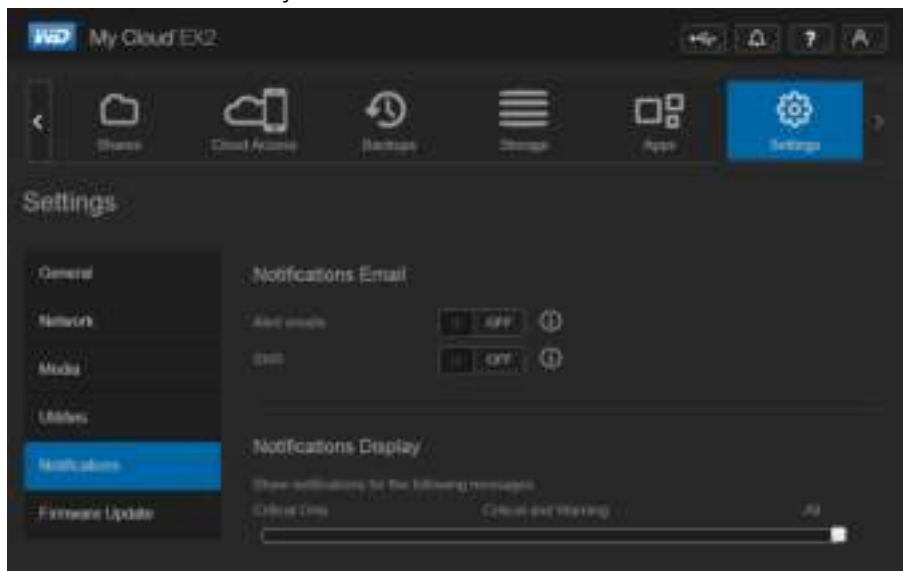 WD My Cloud EX2
?
Shares
Cloud Access
Backups
Storage
Apps
Settings
Settings
General
Network
Media
Utilities
Notifications
Firmware Update
Notifications Email
Alert emails
OFF
SMS
OFF
Notifications Display
Show notifications for the following messages
Critical Only
Critical and Warning
All